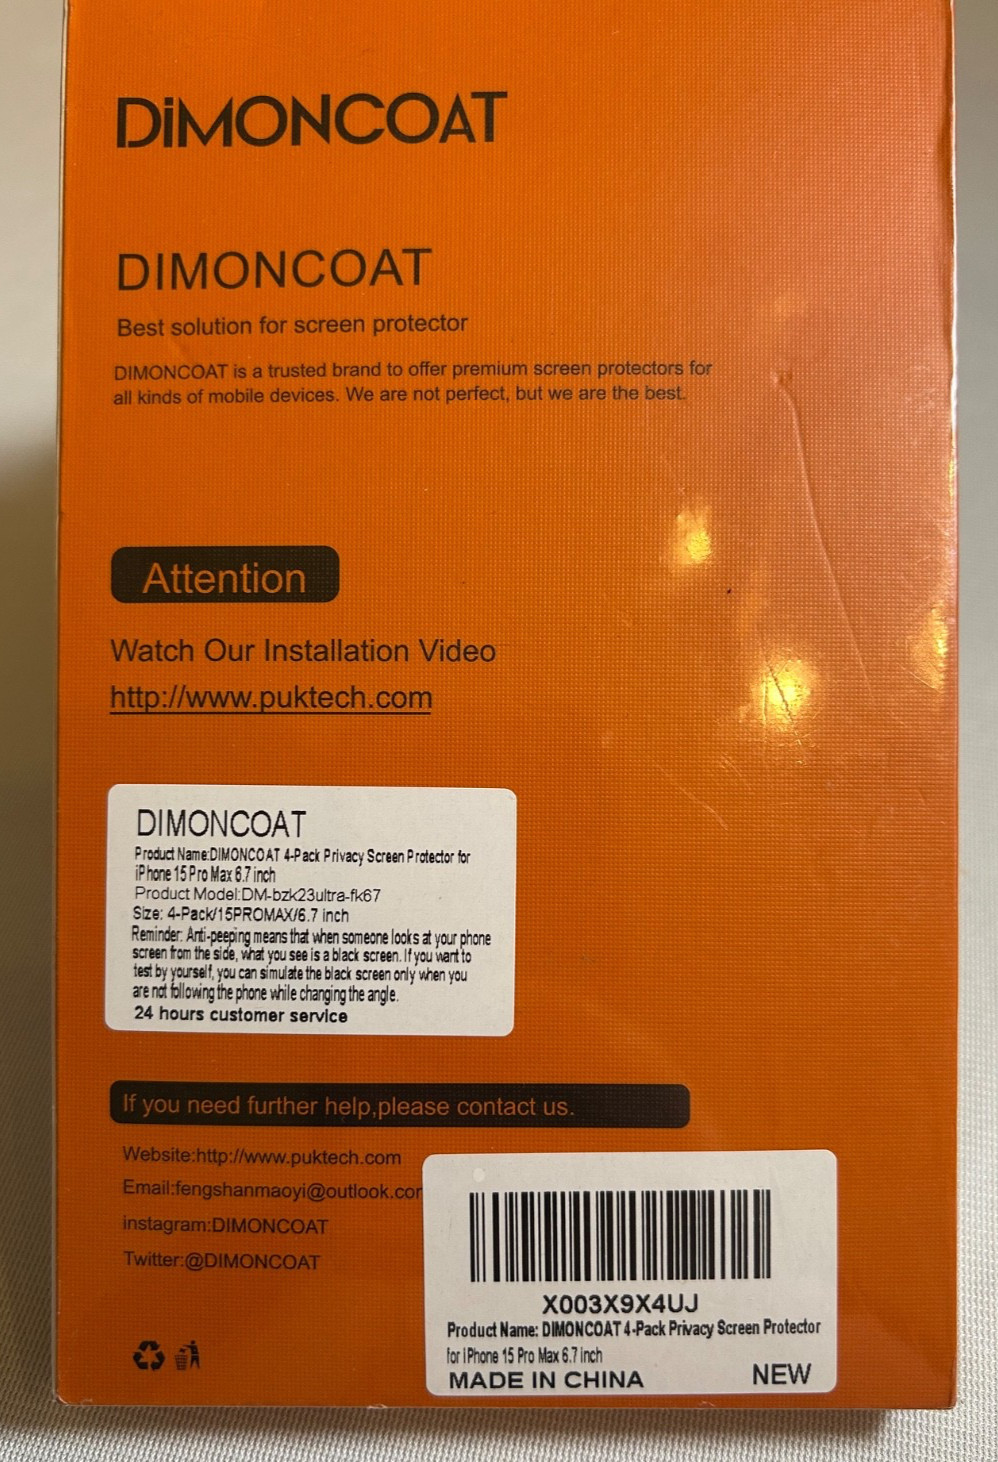 DiMONCOAT
DIMONCOAT
Best solution for screen protector
DIMONCOAT is a trusted brand to offer premium screen protectors for
all kinds of mobile devices. We are not perfect, but we are the best.
Attention
Watch Our Installation Video
http://www.puktech.com
DIMONCOAT
Product Name:DIMONCOAT 4-Pack Privacy Screen Protector for
iPhone 15 Pro Max 6.7 inch
Product Model:DM-bzk23ultra-fk67
Size: 4-Pack/15PROMAX/6.7 inch
Reminder: Anti-peeping means that when someone looks at your phone
screen from the side, what you see is a black screen. If you want to
test by yourself, you can simulate the black screen only when you
are not following the phone while changing the angle.
24 hours customer service
If you need further help,please contact us.
Website:http://www.puktech.com
Email:fengshanmaoyi@outlook.cor
instagram:DIMONCOAT
Twitter:@DIMONCOAT
X003X9X4UJ
Product Name: DIMONCOAT 4-Pack Privacy Screen Protector
for iPhone 15 Pro Max 6.7 inch
MADE IN CHINA NEW